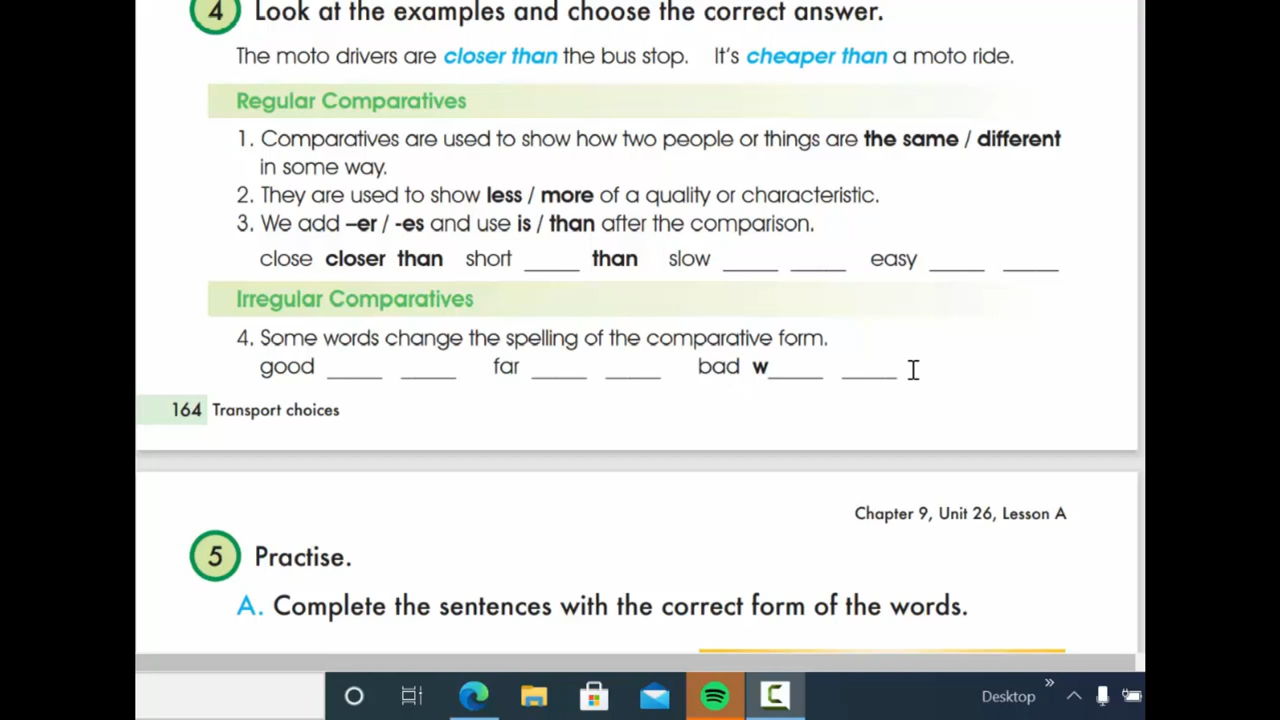 4 Look at the examples and choose the correct answer.
The moto drivers are closer than the bus stop. It's cheaper than a moto ride.
Regular Comparatives
1. Comparatives are used to show how two people or things are the same / different
in some way.
2. They are used to show less / more of a quality or characteristic.
3. We add –er / -es and use is / than after the comparison.
close closer than short _____ than slow _____ _____ easy _____ _____
Irregular Comparatives
4. Some words change the spelling of the comparative form.
good _____ _____ far _____ _____ bad w_____ _____
164 Transport choices
Chapter 9, Unit 26, Lesson A
5 Practise.
A. Complete the sentences with the correct form of the words.
Desktop